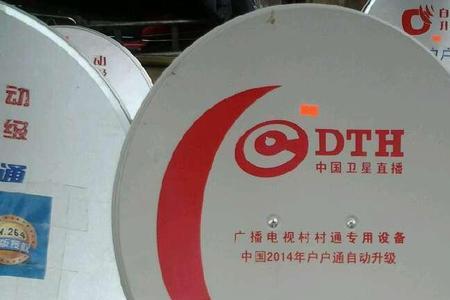 DTH
中国卫星直播
广播电视村村通专用设备
中国2014年户户通自动升级
动
级
通
.264